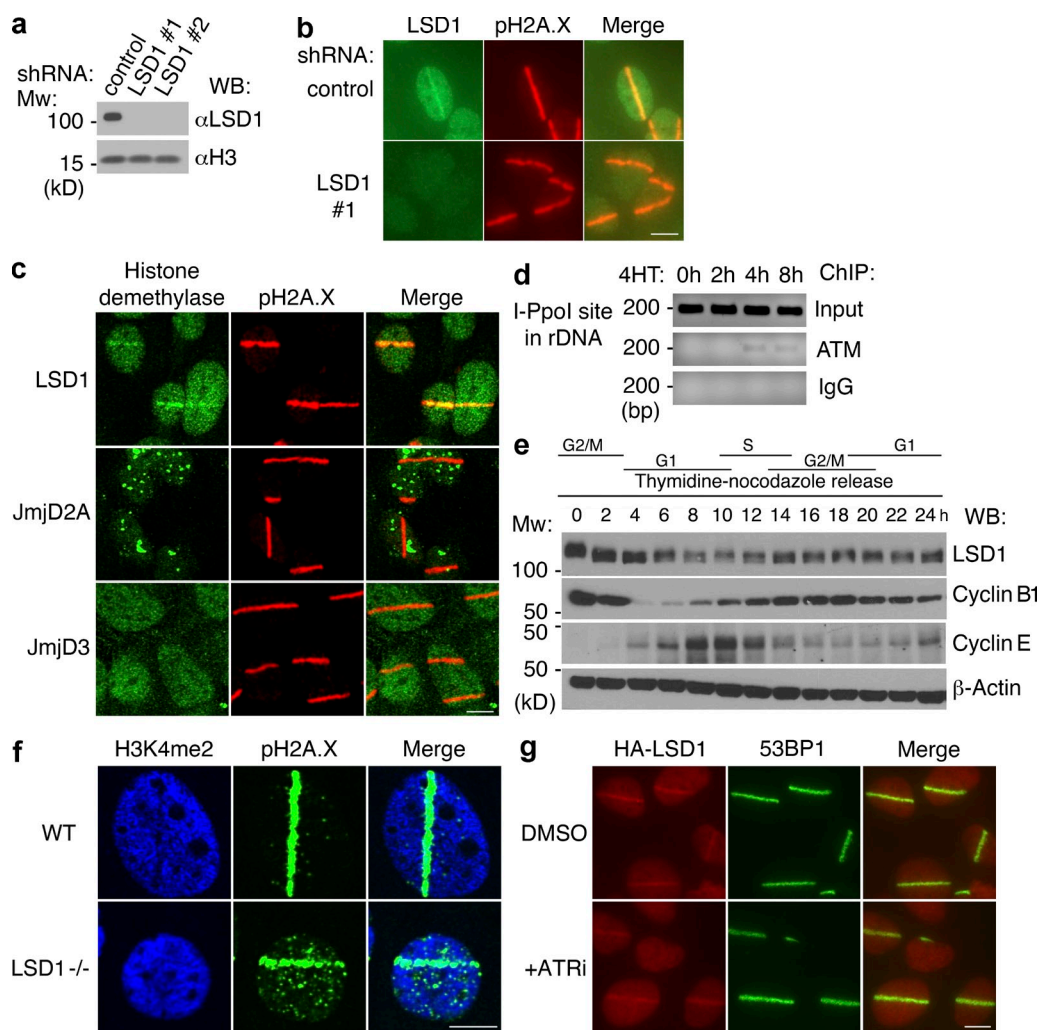 a
shRNA:
control
LSD1 #1
LSD1 #2
Mw:
WB:
100 -
αLSD1
15 -
αH3
(kD)
b
LSD1 pH2A.X Merge
shRNA:
control
LSD1
#1
c
Histone
demethylase pH2A.X Merge
LSD1
JmjD2A
JmjD3
d
4HT: 0h 2h 4h 8h ChIP:
I-PpoI site
in rDNA
200 - Input
200 - ATM
200 - IgG
(bp)
e
G2/M S G1
G1 G2/M
Thymidine-nocodazole release
0 2 4 6 8 10 12 14 16 18 20 22 24 h
Mw: WB:
LSD1
100 -
Cyclin B1
50 -
50 -
Cyclin E
50 -
β-Actin
(kD)
f
H3K4me2 pH2A.X Merge
WT
LSD1 -/-
g
HA-LSD1 53BP1 Merge
DMSO
+ATRi